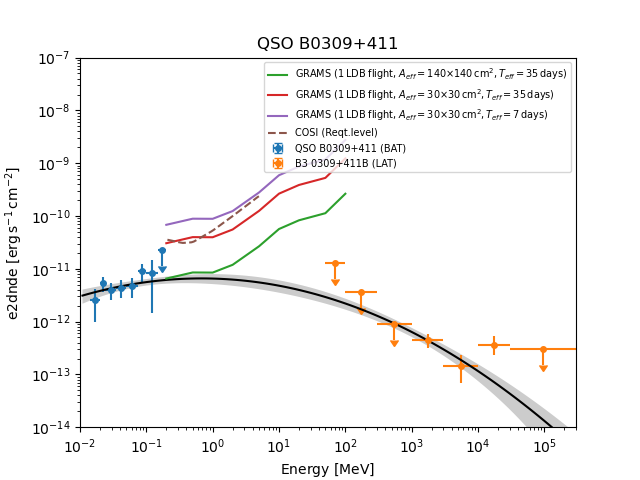 QSO B0309+411
GRAMS (1 LDB flight, A_eff = 140×140 cm², T_eff = 35 days)
GRAMS (1 LDB flight, A_eff = 30×30 cm², T_eff = 35 days)
GRAMS (1 LDB flight, A_eff = 30×30 cm², T_eff = 7 days)
COSI (Reqt.level)
QSO B0309+411 (BAT)
B3 0309+411B (LAT)
e2dnde [erg s⁻¹ cm⁻²]
10⁻⁷
10⁻⁸
10⁻⁹
10⁻¹⁰
10⁻¹¹
10⁻¹²
10⁻¹³
10⁻¹⁴
10⁻² 10⁻¹ 10⁰ 10¹ 10² 10³ 10⁴ 10⁵
Energy [MeV]